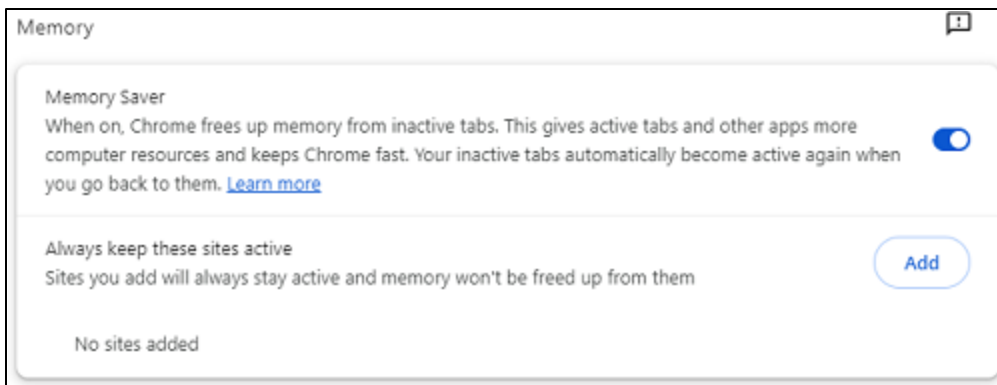 Memory
Memory Saver
When on, Chrome frees up memory from inactive tabs. This gives active tabs and other apps more
computer resources and keeps Chrome fast. Your inactive tabs automatically become active again when
you go back to them. Learn more
Always keep these sites active
Sites you add will always stay active and memory won't be freed up from them
Add
No sites added